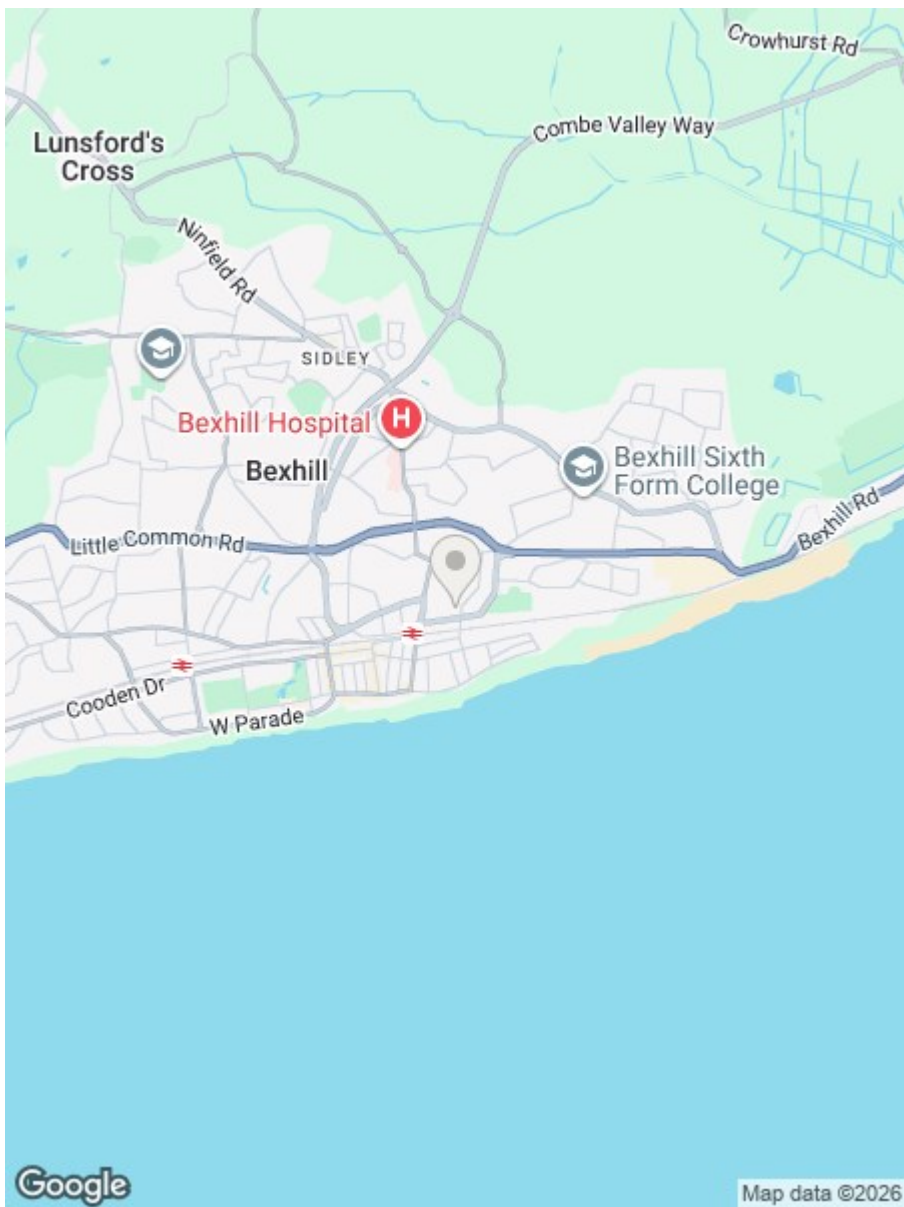 Crowhurst Rd
Combe Valley Way
Lunsford's
Cross
Ninfield Rd
SIDLEY
Bexhill Hospital
H
Bexhill
Bexhill Sixth
Form College
Bexhill Rd
Little Common Rd
Cooden Dr
W Parade
Google
Map data ©2026